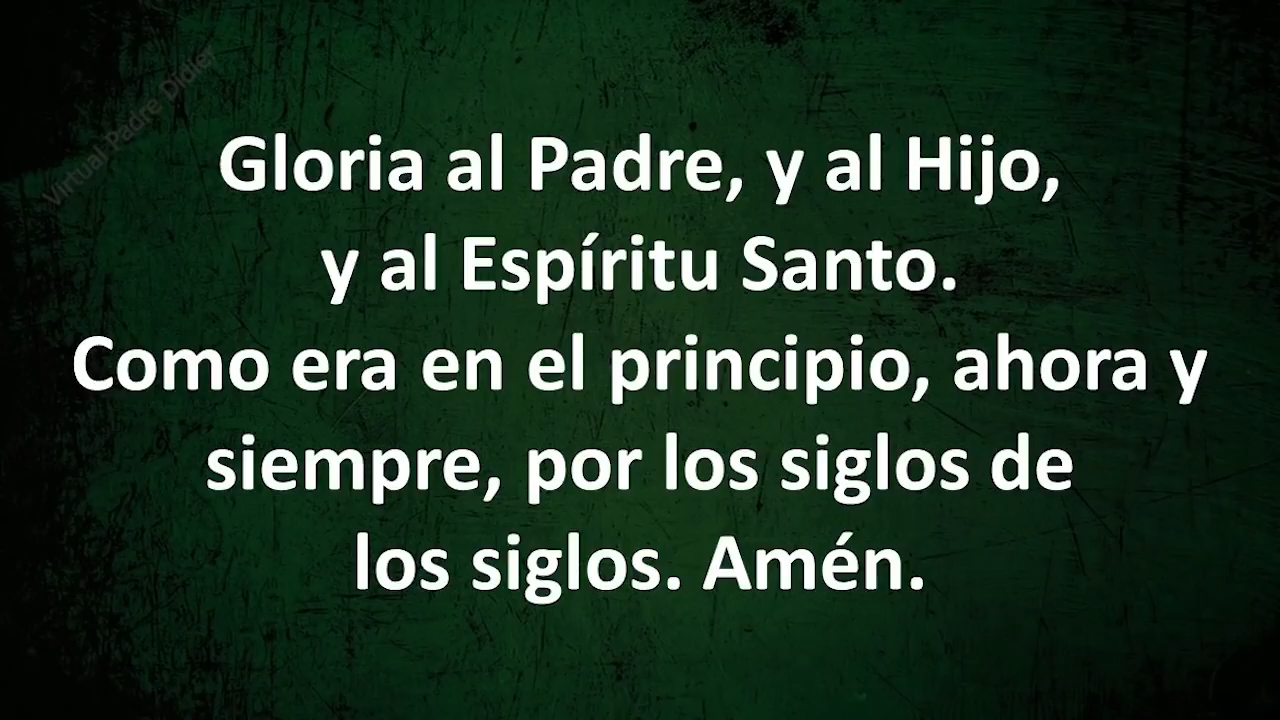 Virtual Padre Didier
Gloria al Padre, y al Hijo,
y al Espíritu Santo.
Como era en el principio, ahora y
siempre, por los siglos de
los siglos. Amén.